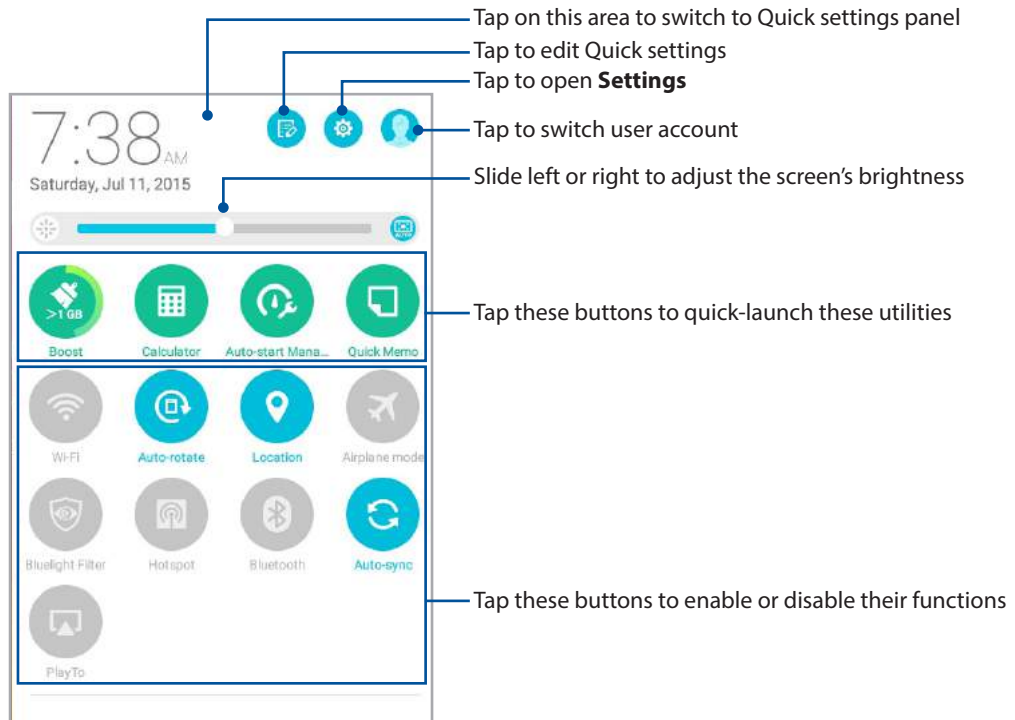 Tap on this area to switch to Quick settings panel
Tap to edit Quick settings
Tap to open Settings
7:38 AM
Tap to switch user account
Saturday, Jul 11, 2015
Slide left or right to adjust the screen's brightness
AUTO
>1 GB
Tap these buttons to quick-launch these utilities
Boost Calculator Auto-start Mana... Quick Memo
Wi-Fi Auto-rotate Location Airplane mode
Bluelight Filter Hotspot Bluetooth Auto-sync
Tap these buttons to enable or disable their functions
PlayTo